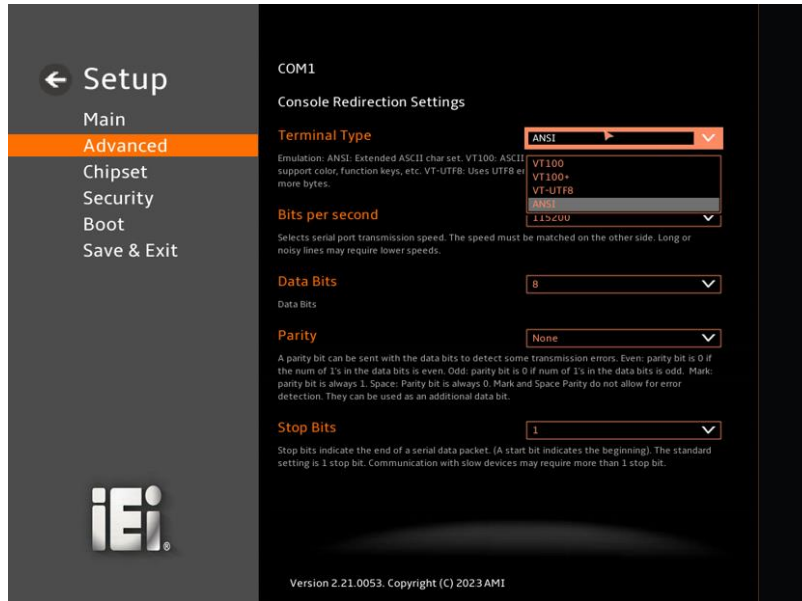 Setup
Main
Advanced
Chipset
Security
Boot
Save & Exit
iEi
®
COM1
Console Redirection Settings
Terminal Type
ANSI
Emulation: ANSI: Extended ASCII char set. VT100: ASCII
support color, function keys, etc. VT-UTF8: Uses UTF8
more bytes.
VT100
VT100+
VT-UTF8
ANSI
Bits per second
115200
Selects serial port transmission speed. The speed must be matched on the other side. Long or
noisy lines may require lower speeds.
Data Bits
8
Data Bits
Parity
None
A parity bit can be sent with the data bits to detect some transmission errors. Even: parity bit is 0 if
the num of 1's in the data bits is even. Odd: parity bit is 0 if num of 1's in the data bits is odd. Mark:
parity bit is always 1. Space: Parity bit is always 0. Mark and Space Parity do not allow for error
detection. They can be used as an additional data bit.
Stop Bits
1
Stop bits indicate the end of a serial data packet. (A start bit indicates the beginning). The standard
setting is 1 stop bit. Communication with slow devices may require more than 1 stop bit.
Version 2.21.0053. Copyright (C) 2023 AMI